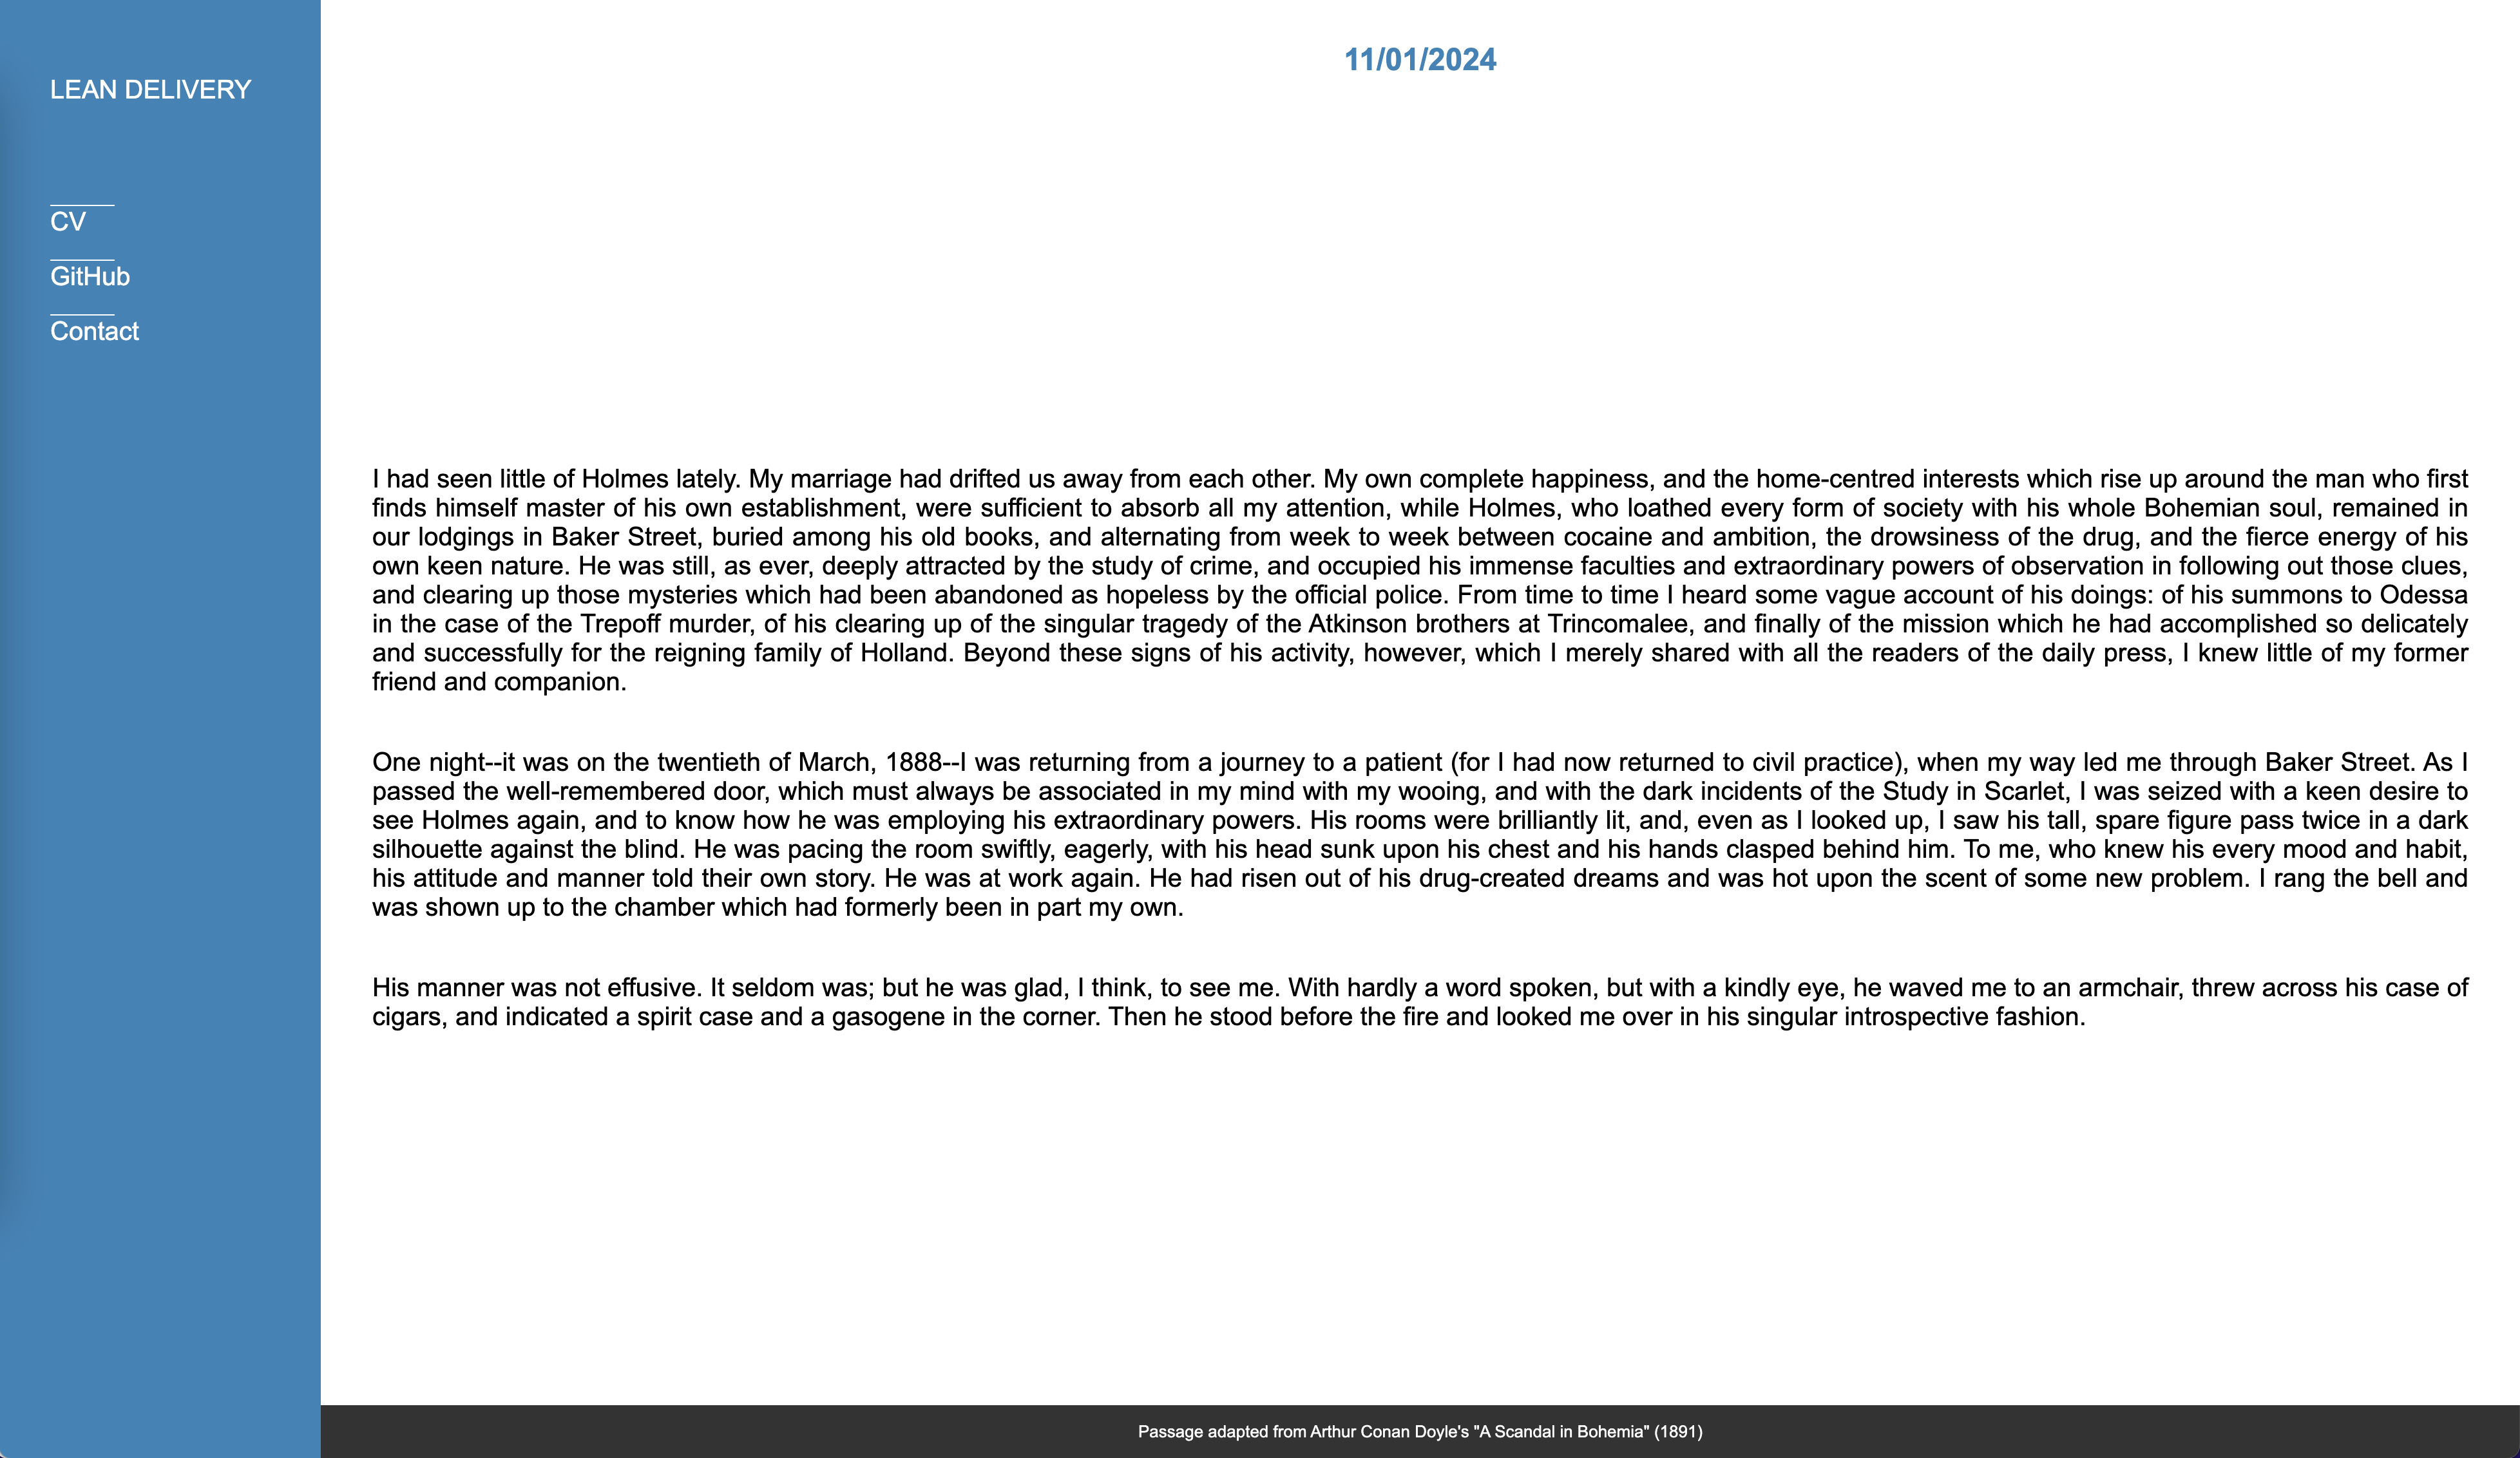 LEAN DELIVERY
CV
GitHub
Contact
11/01/2024
I had seen little of Holmes lately. My marriage had drifted us away from each other. My own complete happiness, and the home-centred interests which rise up around the man who first
finds himself master of his own establishment, were sufficient to absorb all my attention, while Holmes, who loathed every form of society with his whole Bohemian soul, remained in
our lodgings in Baker Street, buried among his old books, and alternating from week to week between cocaine and ambition, the drowsiness of the drug, and the fierce energy of his
own keen nature. He was still, as ever, deeply attracted by the study of crime, and occupied his immense faculties and extraordinary powers of observation in following out those clues,
and clearing up those mysteries which had been abandoned as hopeless by the official police. From time to time I heard some vague account of his doings: of his summons to Odessa
in the case of the Trepoff murder, of his clearing up of the singular tragedy of the Atkinson brothers at Trincomalee, and finally of the mission which he had accomplished so delicately
and successfully for the reigning family of Holland. Beyond these signs of his activity, however, which I merely shared with all the readers of the daily press, I knew little of my former
friend and companion.
One night--it was on the twentieth of March, 1888--I was returning from a journey to a patient (for I had now returned to civil practice), when my way led me through Baker Street. As I
passed the well-remembered door, which must always be associated in my mind with my wooing, and with the dark incidents of the Study in Scarlet, I was seized with a keen desire to
see Holmes again, and to know how he was employing his extraordinary powers. His rooms were brilliantly lit, and, even as I looked up, I saw his tall, spare figure pass twice in a dark
silhouette against the blind. He was pacing the room swiftly, eagerly, with his head sunk upon his chest and his hands clasped behind him. To me, who knew his every mood and habit,
his attitude and manner told their own story. He was at work again. He had risen out of his drug-created dreams and was hot upon the scent of some new problem. I rang the bell and
was shown up to the chamber which had formerly been in part my own.
His manner was not effusive. It seldom was; but he was glad, I think, to see me. With hardly a word spoken, but with a kindly eye, he waved me to an armchair, threw across his case of
cigars, and indicated a spirit case and a gasogene in the corner. Then he stood before the fire and looked me over in his singular introspective fashion.
Passage adapted from Arthur Conan Doyle's "A Scandal in Bohemia" (1891)